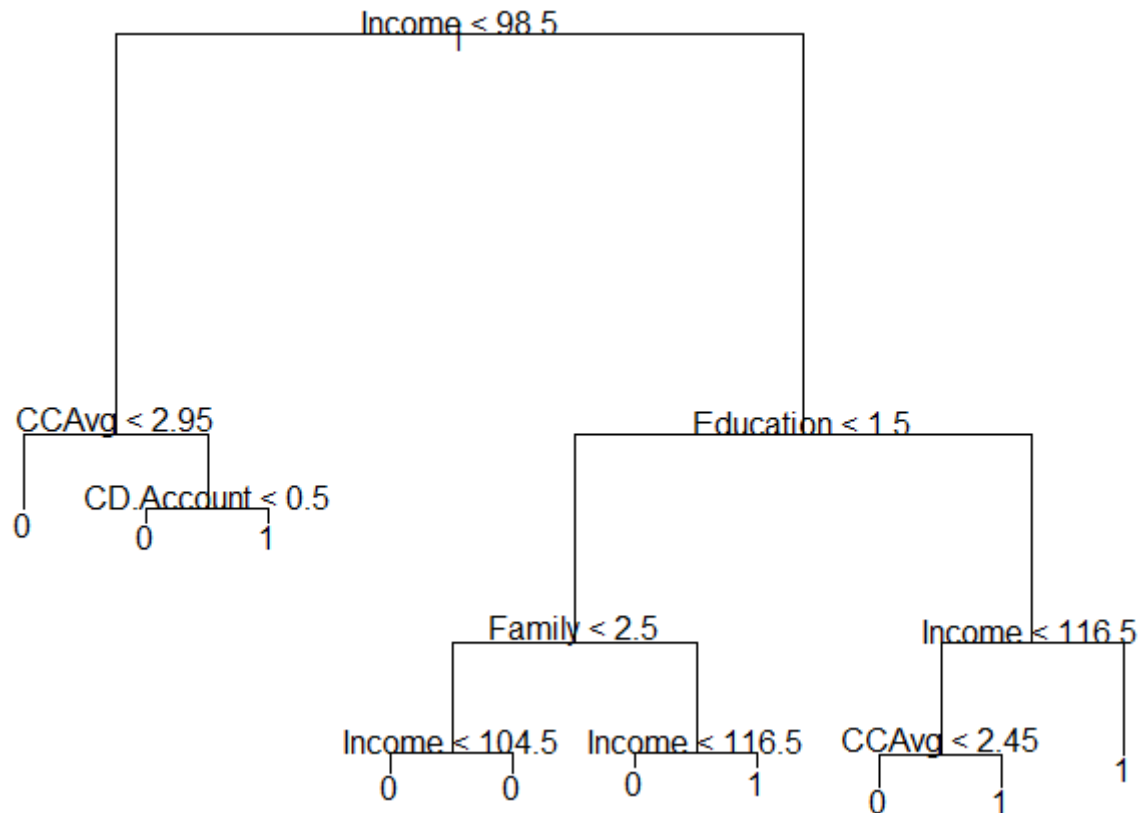 Income < 98.5
CCAvg < 2.95
Education < 1.5
0
CD.Account < 0.5
0
1
Family < 2.5
Income < 116.5
Income < 104.5
Income < 116.5
CCAvg < 2.45
0
0
0
1
0
1
1